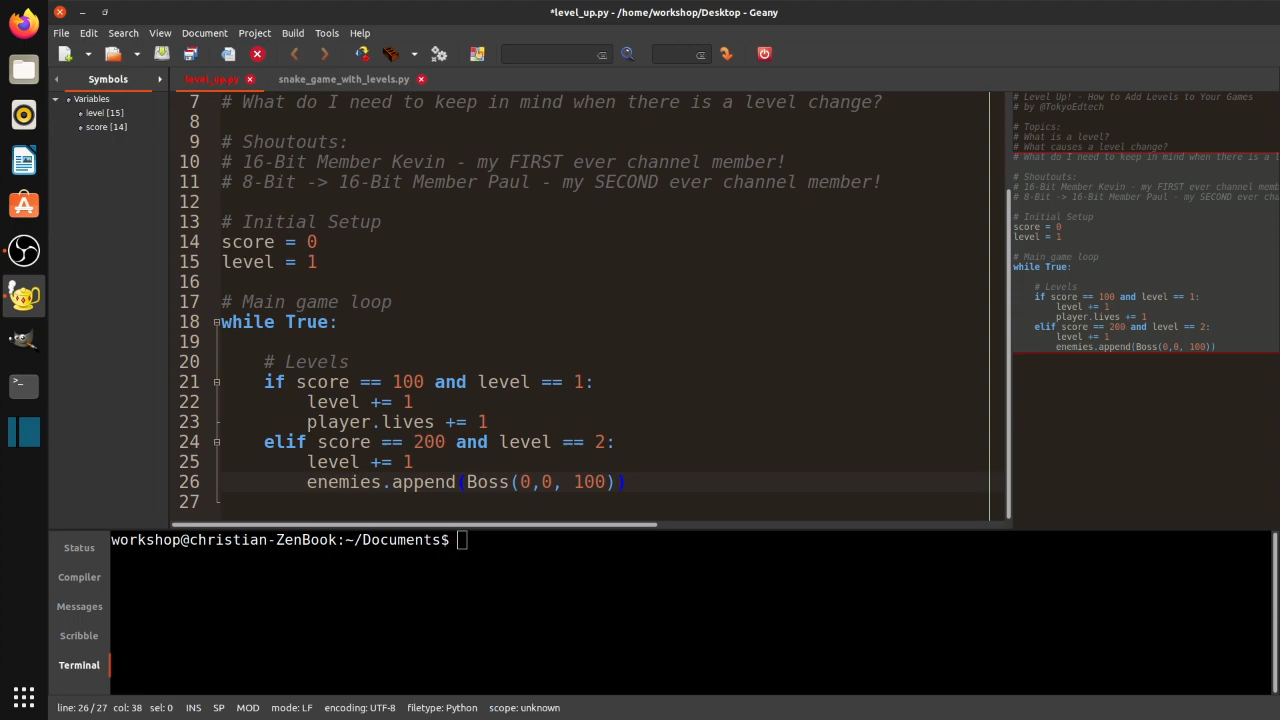 *level_up.py - /home/workshop/Desktop - Geany
File Edit Search View Document Project Build Tools Help
Symbols
level_up.py
snake_game_with_levels.py
Variables
level [15]
score [14]
7 # What do I need to keep in mind when there is a level change?
8
9 # Shoutouts:
10 # 16-Bit Member Kevin - my FIRST ever channel member!
11 # 8-Bit -> 16-Bit Member Paul - my SECOND ever channel member!
12
13 # Initial Setup
14 score = 0
15 level = 1
16
17 # Main game loop
18 while True:
19
20 # Levels
21 if score == 100 and level == 1:
22 level += 1
23 player.lives += 1
24 elif score == 200 and level == 2:
25 level += 1
26 enemies.append(Boss(0,0, 100))
27
# Level Up! - How to Add Levels to Your Games
# by @TokyoEdtech
# Topics:
# What is a level?
# What causes a level change?
# What do I need to keep in mind when there is a l
# Shoutouts:
# 16-Bit Member Kevin - my FIRST ever channel memb
# 8-Bit -> 16-Bit Member Paul - my SECOND ever cha
# Initial Setup
score = 0
level = 1
# Main game loop
while True:
# Levels
if score == 100 and level == 1:
level += 1
player.lives += 1
elif score == 200 and level == 2:
level += 1
enemies.append(Boss(0,0, 100))
Status
Compiler
Messages
Scribble
Terminal
workshop@christian-ZenBook:~/Documents$
line: 26 / 27 col: 38 sel: 0 INS SP MOD mode: LF encoding: UTF-8 filetype: Python scope: unknown